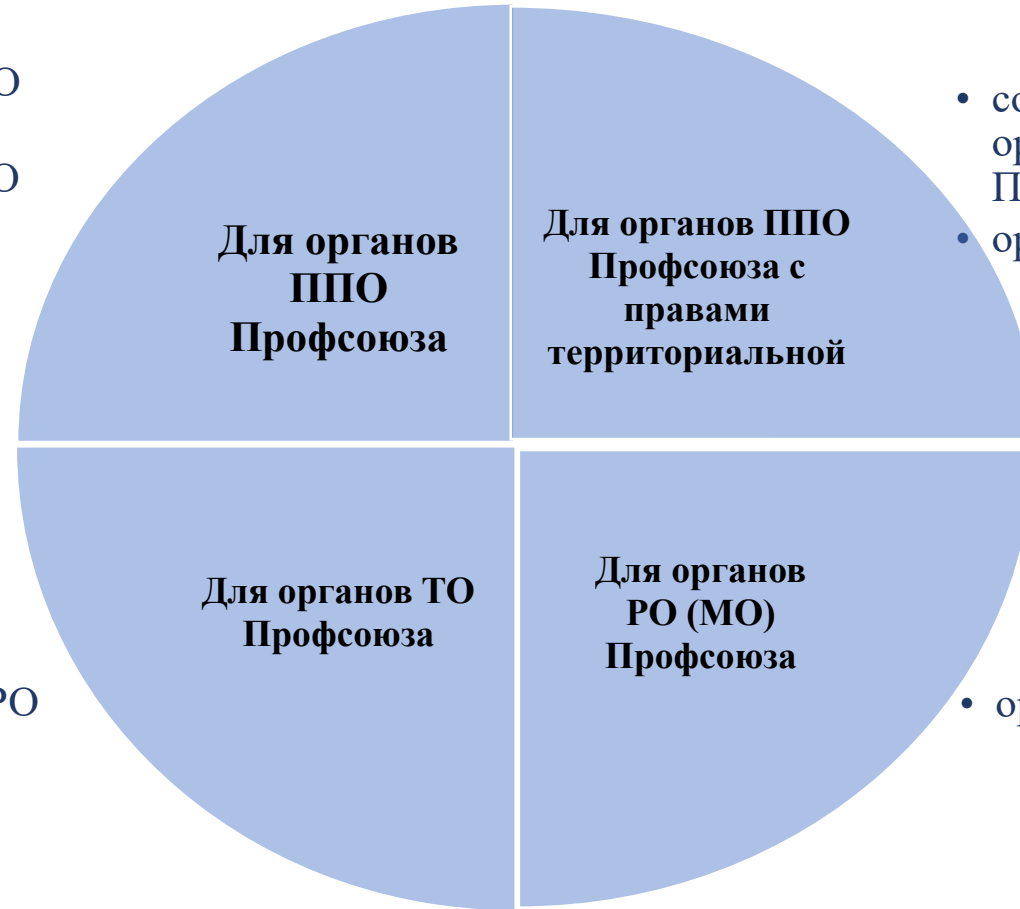 Для органов
ППО
Профсоюза
Для органов ППО
Профсоюза с
правами
территориальной
Для органов ТО
Профсоюза
Для органов
РО (МО)
Профсоюза